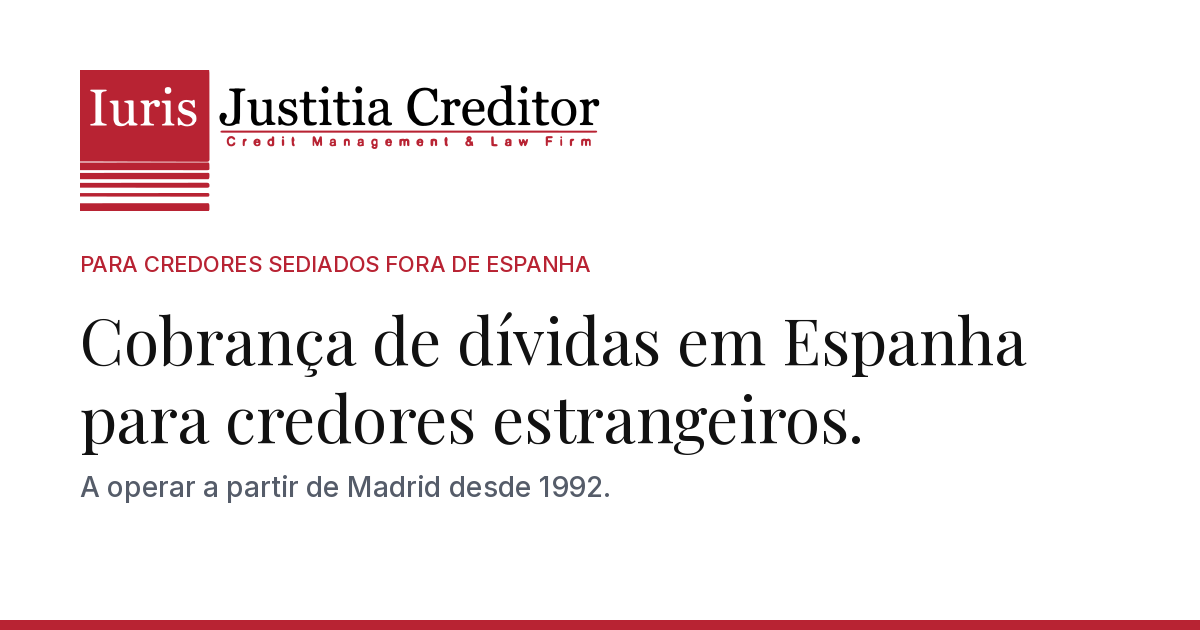 Iuris Justitia Creditor
Credit Management & Law Firm
PARA CREDORES SEDIADOS FORA DE ESPANHA
Cobrança de dívidas em Espanha
para credores estrangeiros.
A operar a partir de Madrid desde 1992.